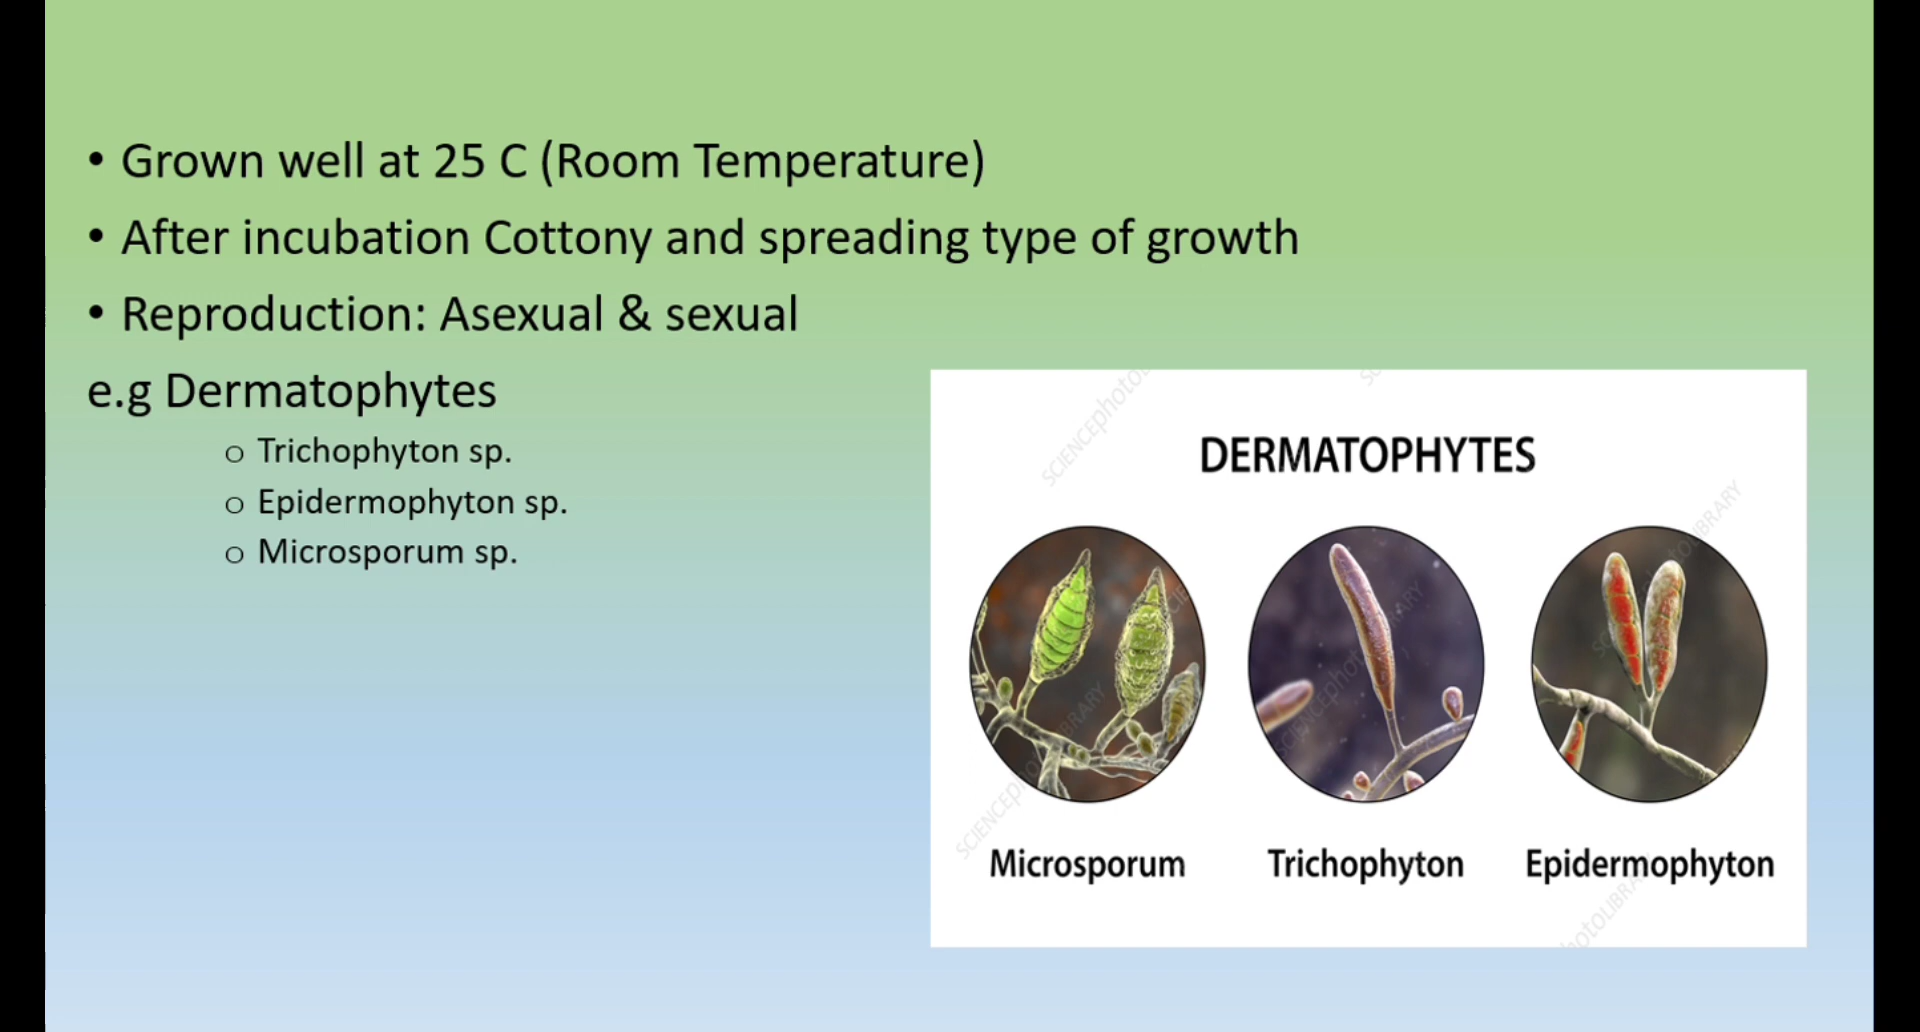 • Grown well at 25 C (Room Temperature)
• After incubation Cottony and spreading type of growth
• Reproduction: Asexual & sexual
e.g Dermatophytes
o Trichophyton sp.
o Epidermophyton sp.
o Microsporum sp.
DERMATOPHYTES
Microsporum
Trichophyton
Epidermophyton